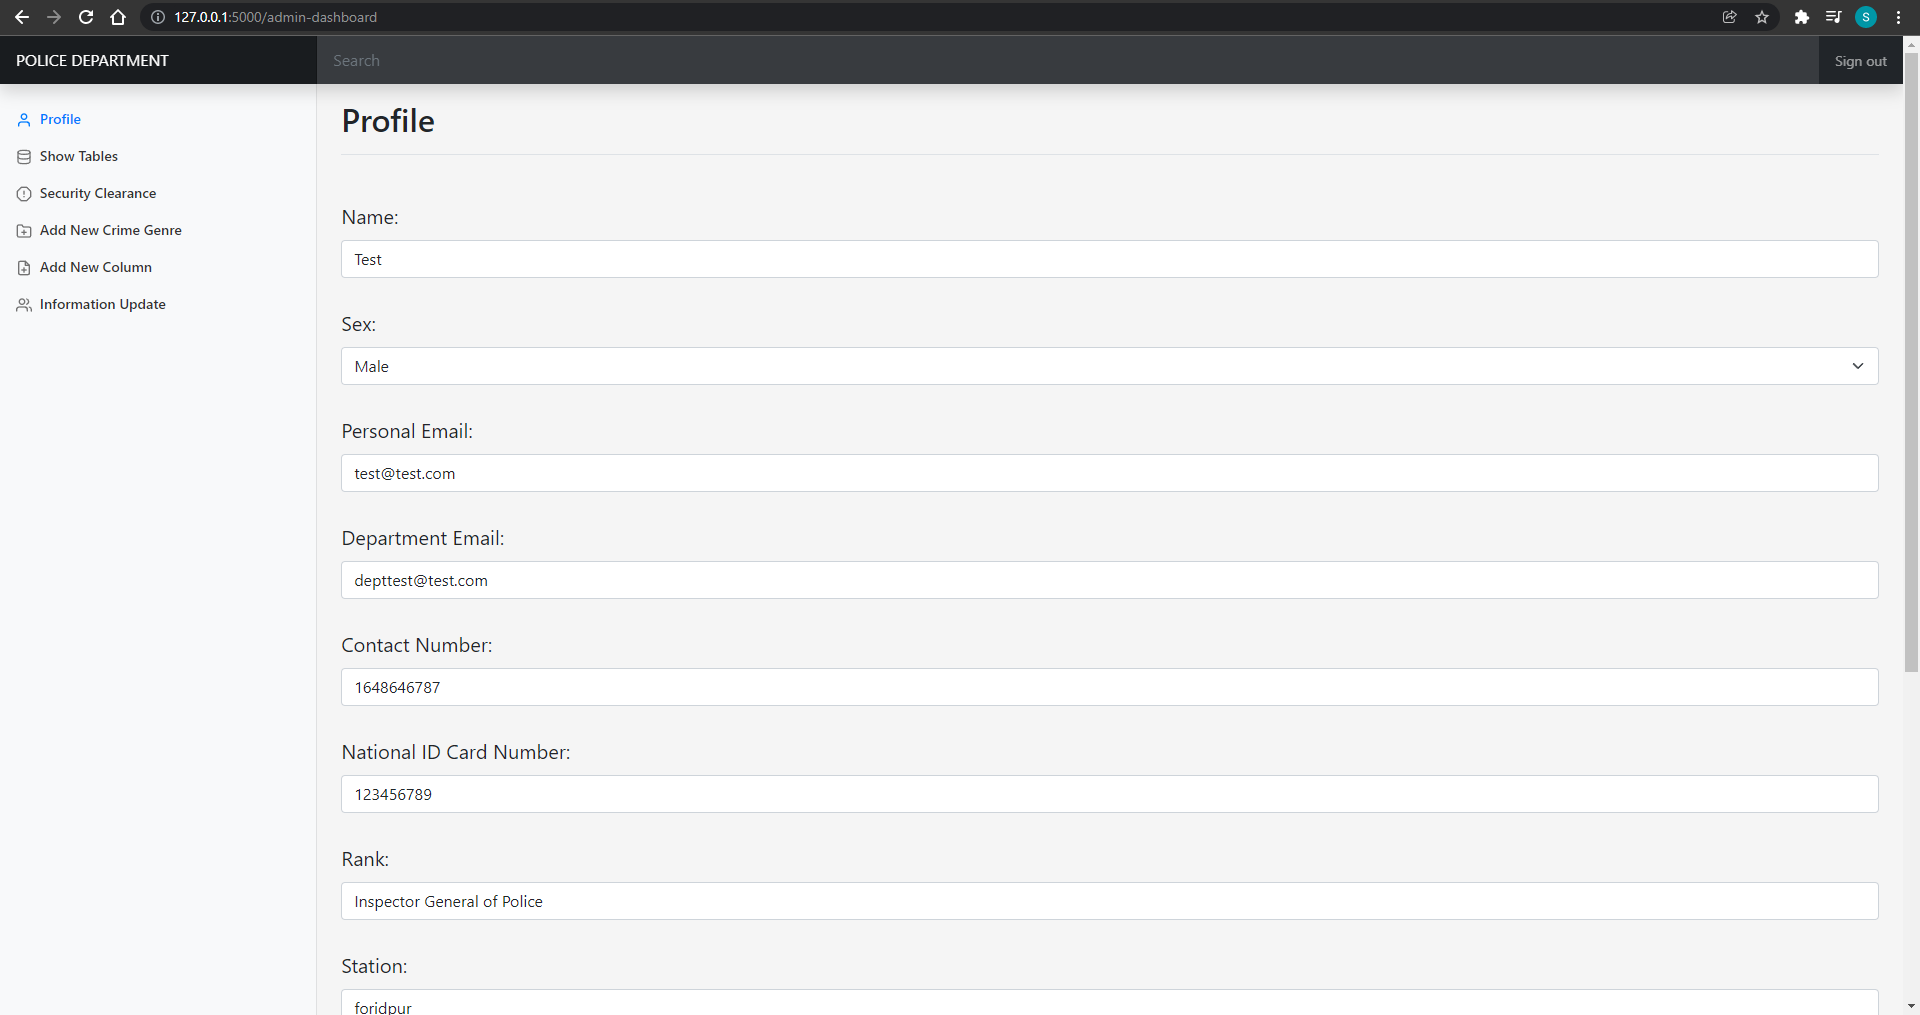 127.0.0.1:5000/admin-dashboard
S
POLICE DEPARTMENT
Search
Sign out
Profile
Show Tables
Security Clearance
Add New Crime Genre
Add New Column
Information Update
Profile
Name:
Test
Sex:
Male
Personal Email:
test@test.com
Department Email:
depttest@test.com
Contact Number:
1648646787
National ID Card Number:
123456789
Rank:
Inspector General of Police
Station:
foridpur